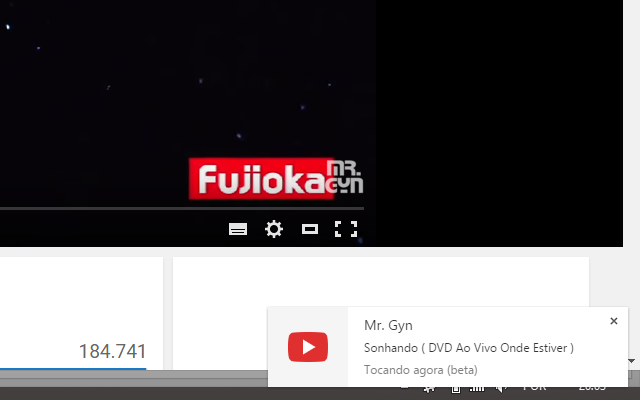 Fujioka
MR. GYN
184.741
Mr. Gyn
Sonhando ( DVD Ao Vivo Onde Estiver )
Tocando agora (beta)
POR